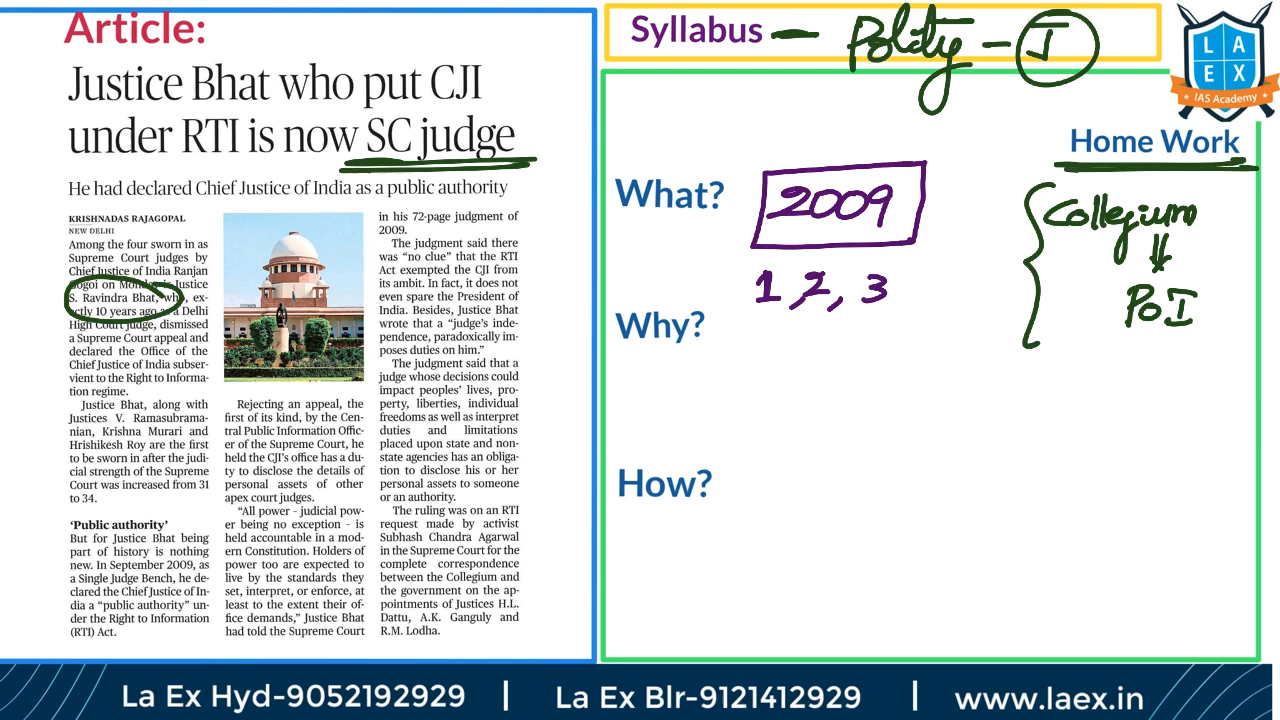 Article:
Justice Bhat who put CJI
under RTI is now SC judge
He had declared Chief Justice of India as a public authority
KRISHNADAS RAJAGOPAL
NEW DELHI
Among the four sworn in as
Supreme Court judges by
Chief Justice of India Ranjan
Gogoi on Monday is Justice
S. Ravindra Bhat, who, ex-
actly 10 years ago as a Delhi
High Court judge, dismissed
a Supreme Court appeal and
declared the Office of the
Chief Justice of India subser-
vient to the Right to Informa-
tion regime.
Justice Bhat, along with
Justices V. Ramasubrama-
nian, Krishna Murari and
Hrishikesh Roy are the first
to be sworn in after the judi-
cial strength of the Supreme
Court was increased from 31
to 34.
‘Public authority’
But for Justice Bhat being
part of history is nothing
new. In September 2009, as
a Single Judge Bench, he de-
clared the Chief Justice of In-
dia a “public authority” un-
der the Right to Information
(RTI) Act.
Rejecting an appeal, the
first of its kind, by the Cen-
tral Public Information Offic-
er of the Supreme Court, he
held the CJI’s office has a du-
ty to disclose the details of
personal assets of other
apex court judges.
“All power - judicial pow-
er being no exception - is
held accountable in a mod-
ern Constitution. Holders of
power too are expected to
live by the standards they
set, interpret, or enforce, at
least to the extent their of-
fice demands,” Justice Bhat
had told the Supreme Court
in his 72-page judgment of
2009.
The judgment said there
was “no clue” that the RTI
Act exempted the CJI from
its ambit. In fact, it does not
even spare the President of
India. Besides, Justice Bhat
wrote that a “judge’s inde-
pendence, paradoxically im-
poses duties on him.”
The judgment said that a
judge whose decisions could
impact peoples’ lives, pro-
perty, liberties, individual
freedoms as well as interpret
duties and limitations
placed upon state and non-
state agencies has an obliga-
tion to disclose his or her
personal assets to someone
or an authority.
The ruling was on an RTI
request made by activist
Subhash Chandra Agarwal
in the Supreme Court for the
complete correspondence
between the Collegium and
the government on the ap-
pointments of Justices H.L.
Dattu, A.K. Ganguly and
R.M. Lodha.
Syllabus - Polity - I
L A
E X
IAS Academy
Home Work
What?
2009
1, 2, 3
Collegium
PoI
Why?
How?
La Ex Hyd-9052192929 | La Ex Blr-9121412929 | www.laex.in